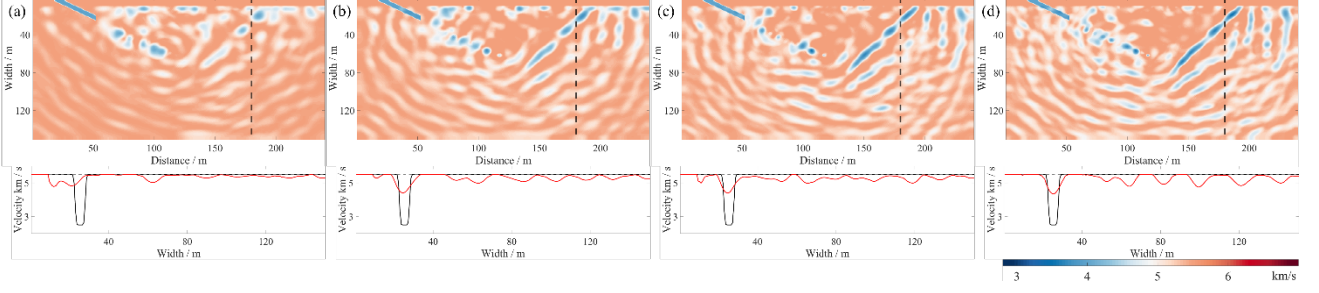 (a) (b) (c) (d)
40 40 40 40
Width / m Width / m Width / m Width / m
80 80 80 80
120 120 120 120
50 100 150 200 50 100 150 200 50 100 150 200 50 100 150 200
Distance / m Distance / m Distance / m Distance / m
Velocity km / s Velocity km / s Velocity km / s Velocity km / s
5 5 5 5
3 3 3 3
40 80 120 40 80 120 40 80 120 40 80 120
Width / m Width / m Width / m Width / m
3 4 5 6 km/s